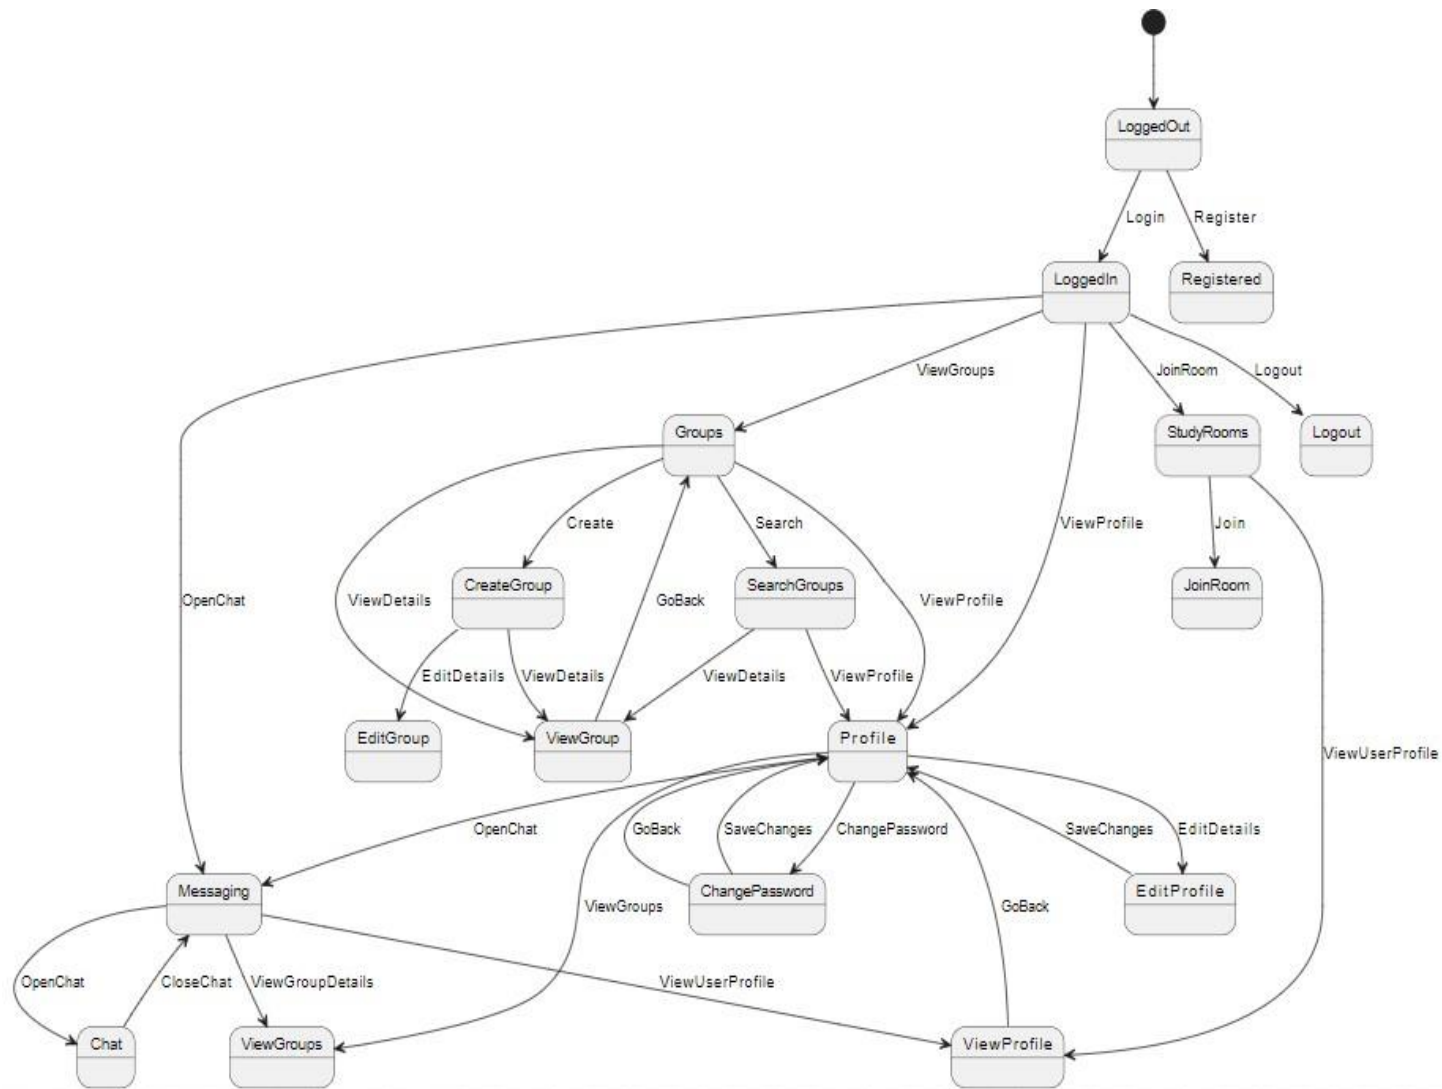 LoggedOut
Login
Register
LoggedIn
Registered
ViewGroups
JoinRoom
Logout
Groups
StudyRooms
Logout
Create
Search
ViewProfile
Join
CreateGroup
SearchGroups
JoinRoom
OpenChat
ViewDetails
GoBack
ViewProfile
EditDetails
ViewDetails
ViewDetails
ViewProfile
EditGroup
ViewGroup
Profile
ViewUserProfile
OpenChat
GoBack
SaveChanges
ChangePassword
SaveChanges
EditDetails
Messaging
ChangePassword
EditProfile
ViewGroups
GoBack
OpenChat
CloseChat
ViewGroupDetails
ViewUserProfile
Chat
ViewGroups
ViewProfile